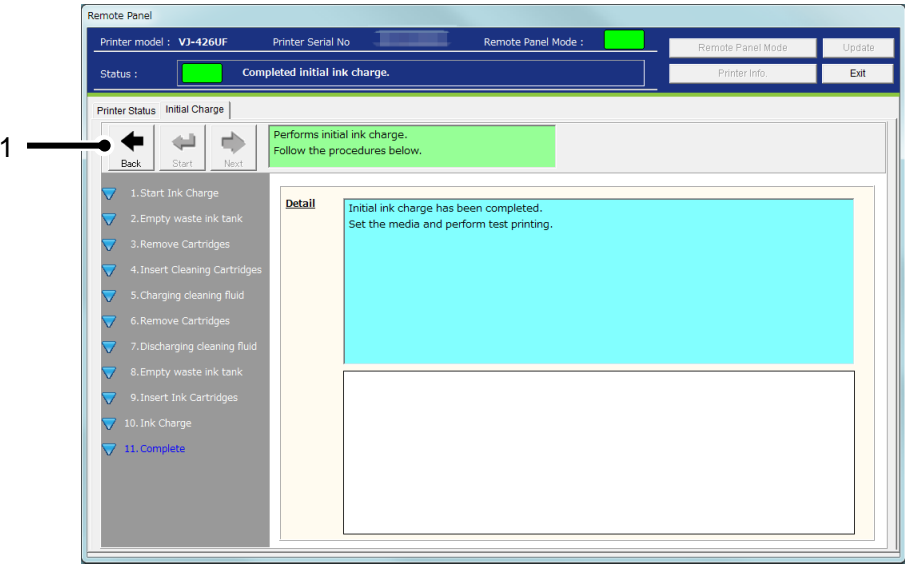 Remote Panel
Printer model : VJ-426UF Printer Serial No Remote Panel Mode :
Remote Panel Mode Update
Status : Completed initial ink charge. Printer Info. Exit
Printer Status Initial Charge
1
Back Start Next
Performs initial ink charge.
Follow the procedures below.
1.Start Ink Charge
2.Empty waste ink tank
3.Remove Cartridges
4.Insert Cleaning Cartridges
5.Charging cleaning fluid
6.Remove Cartridges
7.Discharging cleaning fluid
8.Empty waste ink tank
9.Insert Ink Cartridges
10.Ink Charge
11.Complete
Detail
Initial ink charge has been completed.
Set the media and perform test printing.